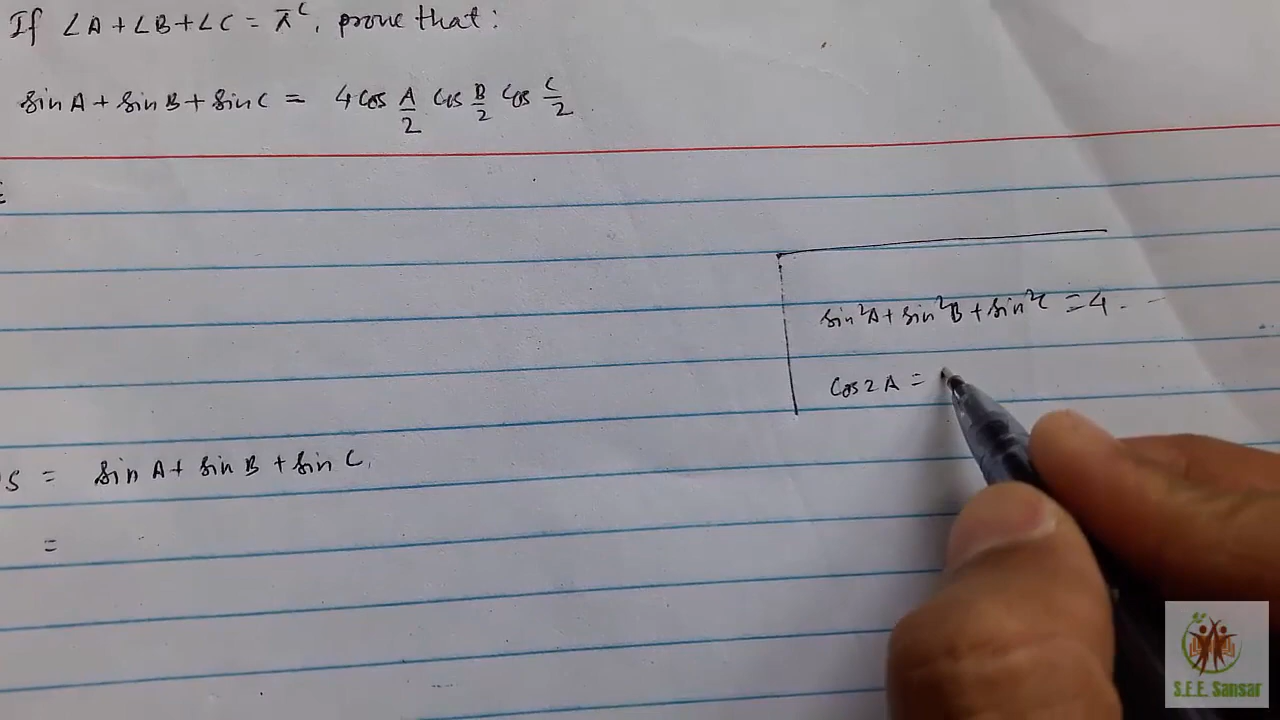 If ∠A + ∠B + ∠C = π^c, prove that:
sin A + sin B + sin C = 4 cos A/2 cos B/2 cos C/2
sin²A + sin²B + sin²C = 4 . -
cos 2A =
S = sin A + sin B + sin C.
=
S.E.E. Sansar